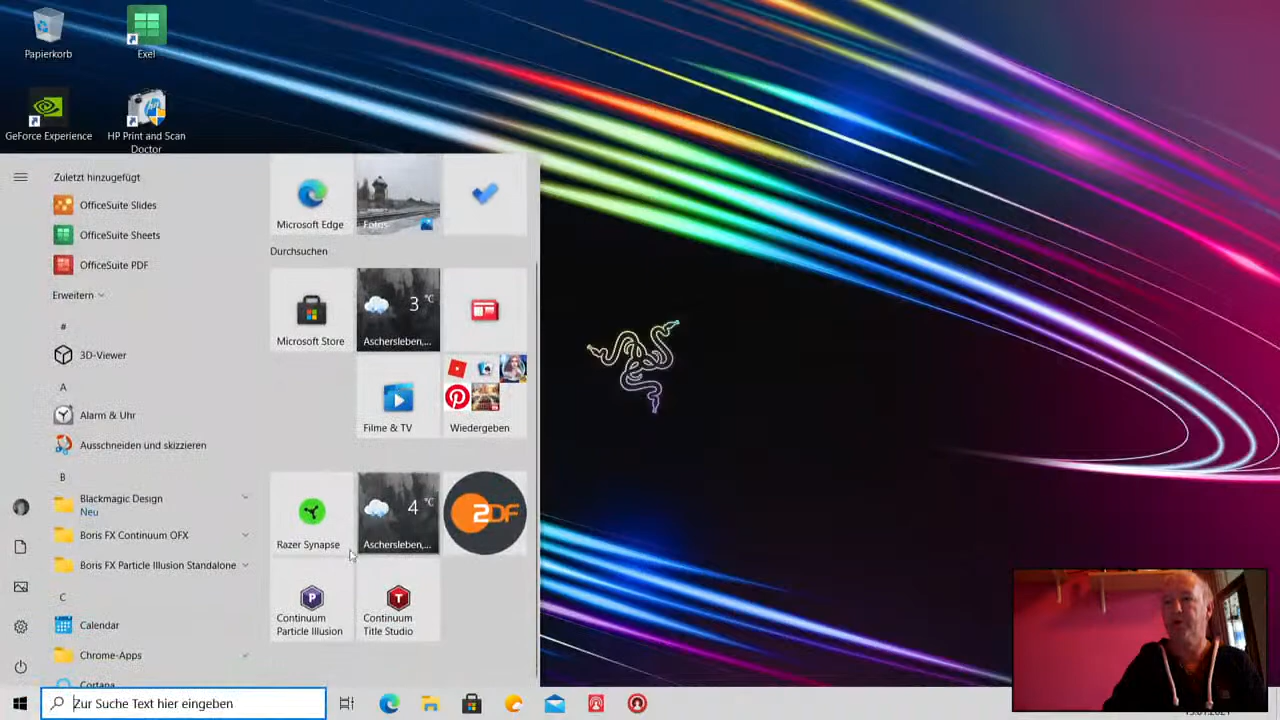 Papierkorb
Exel
GeForce Experience
HP Print and Scan
Doctor
Zuletzt hinzugefügt
OfficeSuite Slides
OfficeSuite Sheets
OfficeSuite PDF
Erweitern
#
3D-Viewer
A
Alarm & Uhr
Ausschneiden und skizzieren
B
Blackmagic Design
Neu
Boris FX Continuum OFX
Boris FX Particle Illusion Standalone
C
Calendar
Chrome-Apps
Cortana
Microsoft Edge
Fotos
Durchsuchen
Microsoft Store
3 °C
Aschersleben,...
Filme & TV
Wiedergeben
Razer Synapse
4 °C
Aschersleben,...
2DF
Continuum
Particle Illusion
Continuum
Title Studio
Zur Suche Text hier eingeben